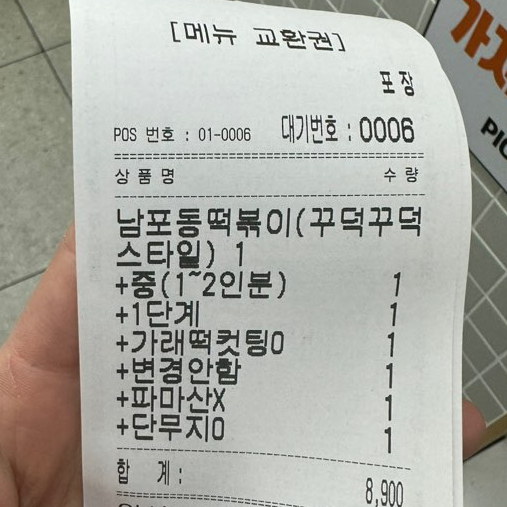 [메뉴 교환권]
포장
POS 번호 : 01-0006 대기번호 : 0006
상 품 명 수 량
남포동떡볶이(꾸덕꾸덕
스타일) 1
+중(1~2인분) 1
+1단계 1
+가래떡컷팅O 1
+변경안함 1
+파마산X 1
+단무지O 1
합 계 : 8,900